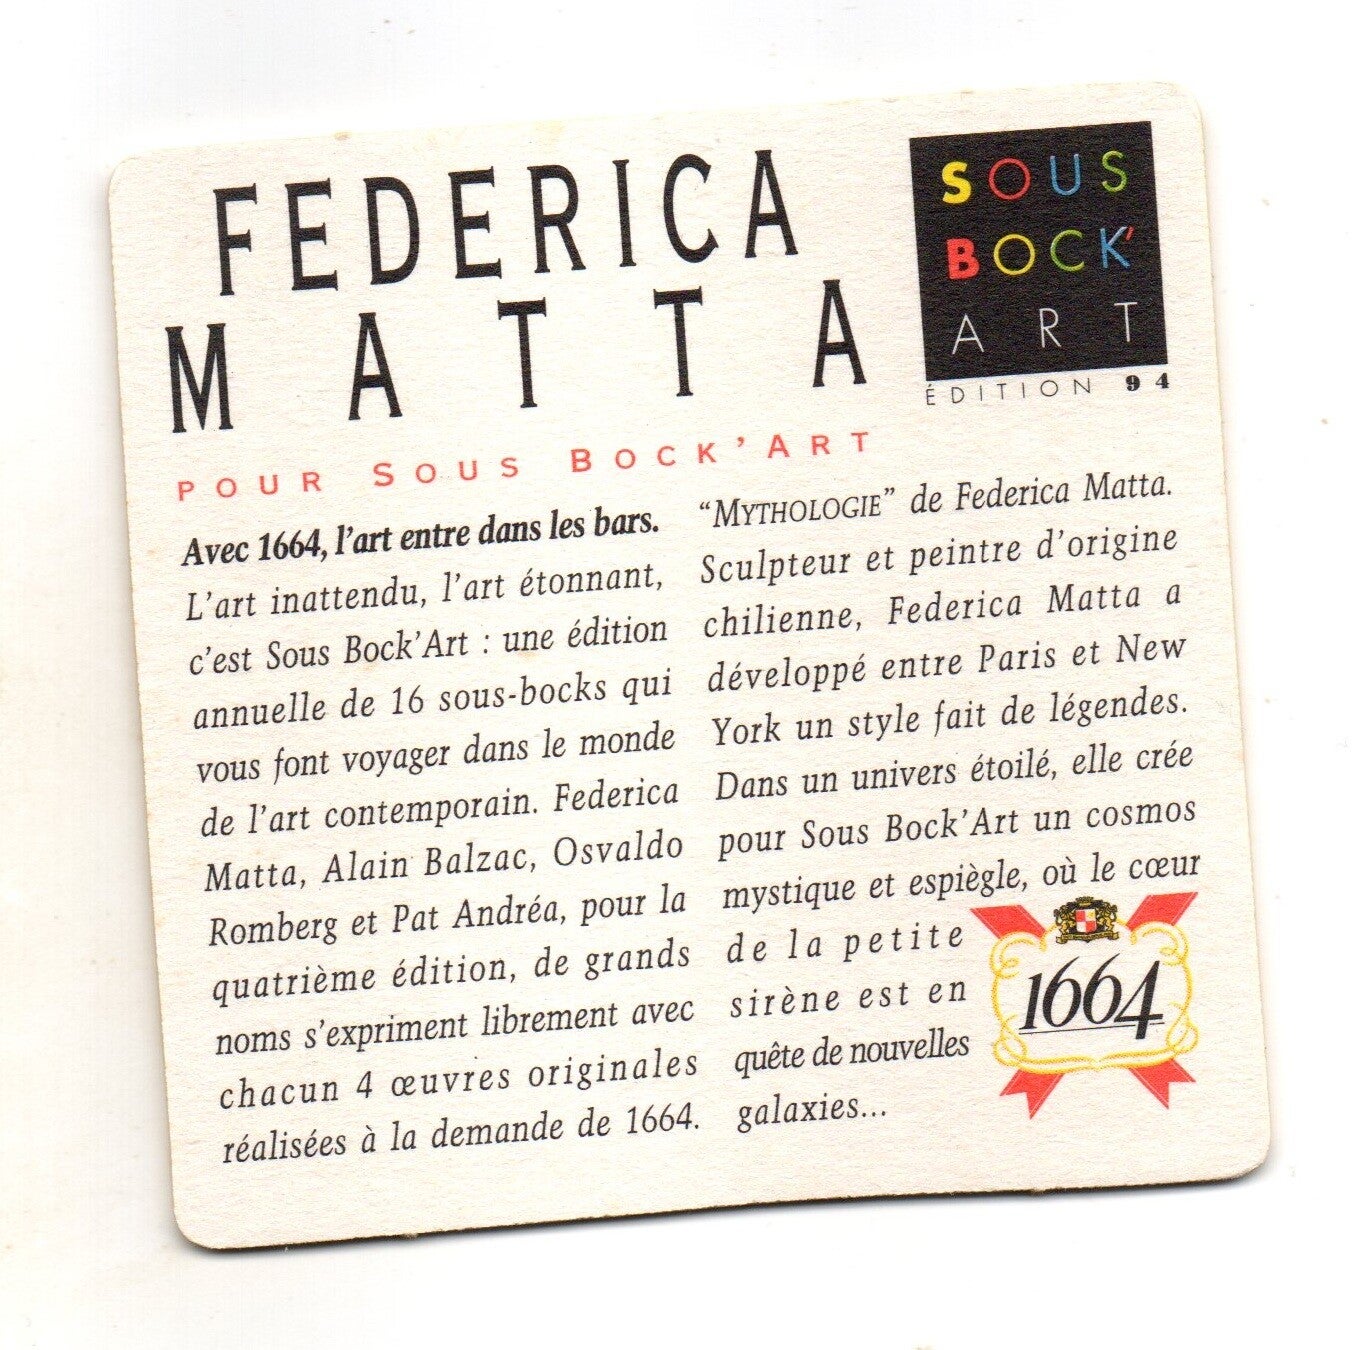 FEDERICA
MATTA
POUR SOUS BOCK'ART
SOUS
BOCK'
ART
ÉDITION 94
Avec 1664, l'art entre dans les bars.
L'art inattendu, l'art étonnant,
c'est Sous Bock'Art : une édition
annuelle de 16 sous-bocks qui
vous font voyager dans le monde
de l'art contemporain. Federica
Matta, Alain Balzac, Osvaldo
Romberg et Pat Andréa, pour la
quatrième édition, de grands
noms s'expriment librement avec
chacun 4 œuvres originales
réalisées à la demande de 1664.
“MYTHOLOGIE” de Federica Matta.
Sculpteur et peintre d'origine
chilienne, Federica Matta a
développé entre Paris et New
York un style fait de légendes.
Dans un univers étoilé, elle crée
pour Sous Bock'Art un cosmos
mystique et espiègle, où le cœur
de la petite
sirène est en
quête de nouvelles
galaxies...
1664